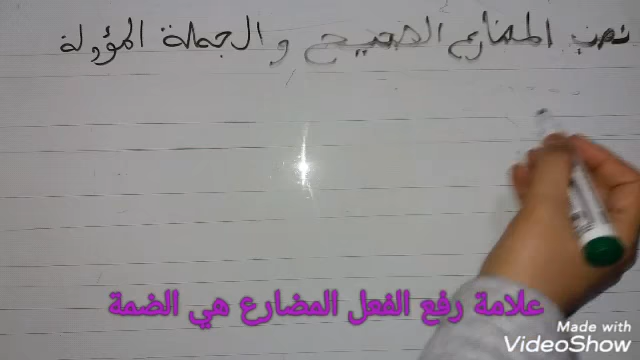 نصب المضارع الصحيح و الجملة المؤولة
علامة رفع الفعل المضارع هي الضمة
Made with
VideoShow